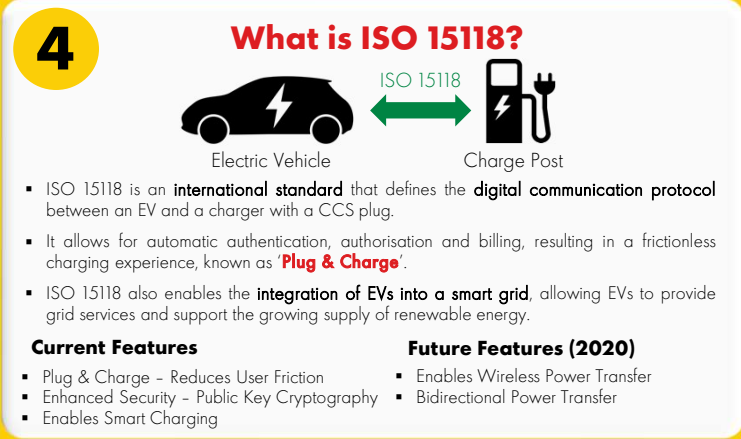 4
What is ISO 15118?
ISO 15118
Electric Vehicle
Charge Post
▪ ISO 15118 is an international standard that defines the digital communication protocol
between an EV and a charger with a CCS plug.
▪ It allows for automatic authentication, authorisation and billing, resulting in a frictionless
charging experience, known as ‘Plug & Charge’.
▪ ISO 15118 also enables the integration of EVs into a smart grid, allowing EVs to provide
grid services and support the growing supply of renewable energy.
Current Features
▪ Plug & Charge – Reduces User Friction
▪ Enhanced Security – Public Key Cryptography
▪ Enables Smart Charging
Future Features (2020)
▪ Enables Wireless Power Transfer
▪ Bidirectional Power Transfer